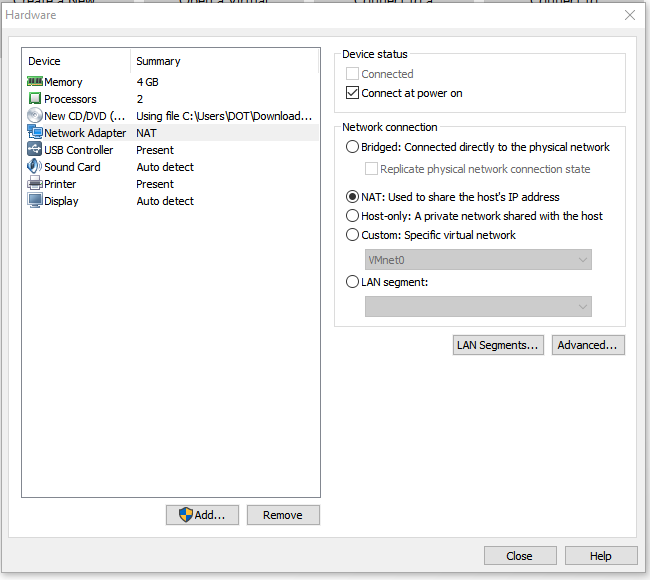 Hardware
Device Summary
Memory 4 GB
Processors 2
New CD/DVD (... Using file C:\Users\DOT\Download...
Network Adapter NAT
USB Controller Present
Sound Card Auto detect
Printer Present
Display Auto detect
Add...
Remove
Device status
Connected
Connect at power on
Network connection
Bridged: Connected directly to the physical network
Replicate physical network connection state
NAT: Used to share the host's IP address
Host-only: A private network shared with the host
Custom: Specific virtual network
VMnet0
LAN segment:
LAN Segments...
Advanced...
Close
Help